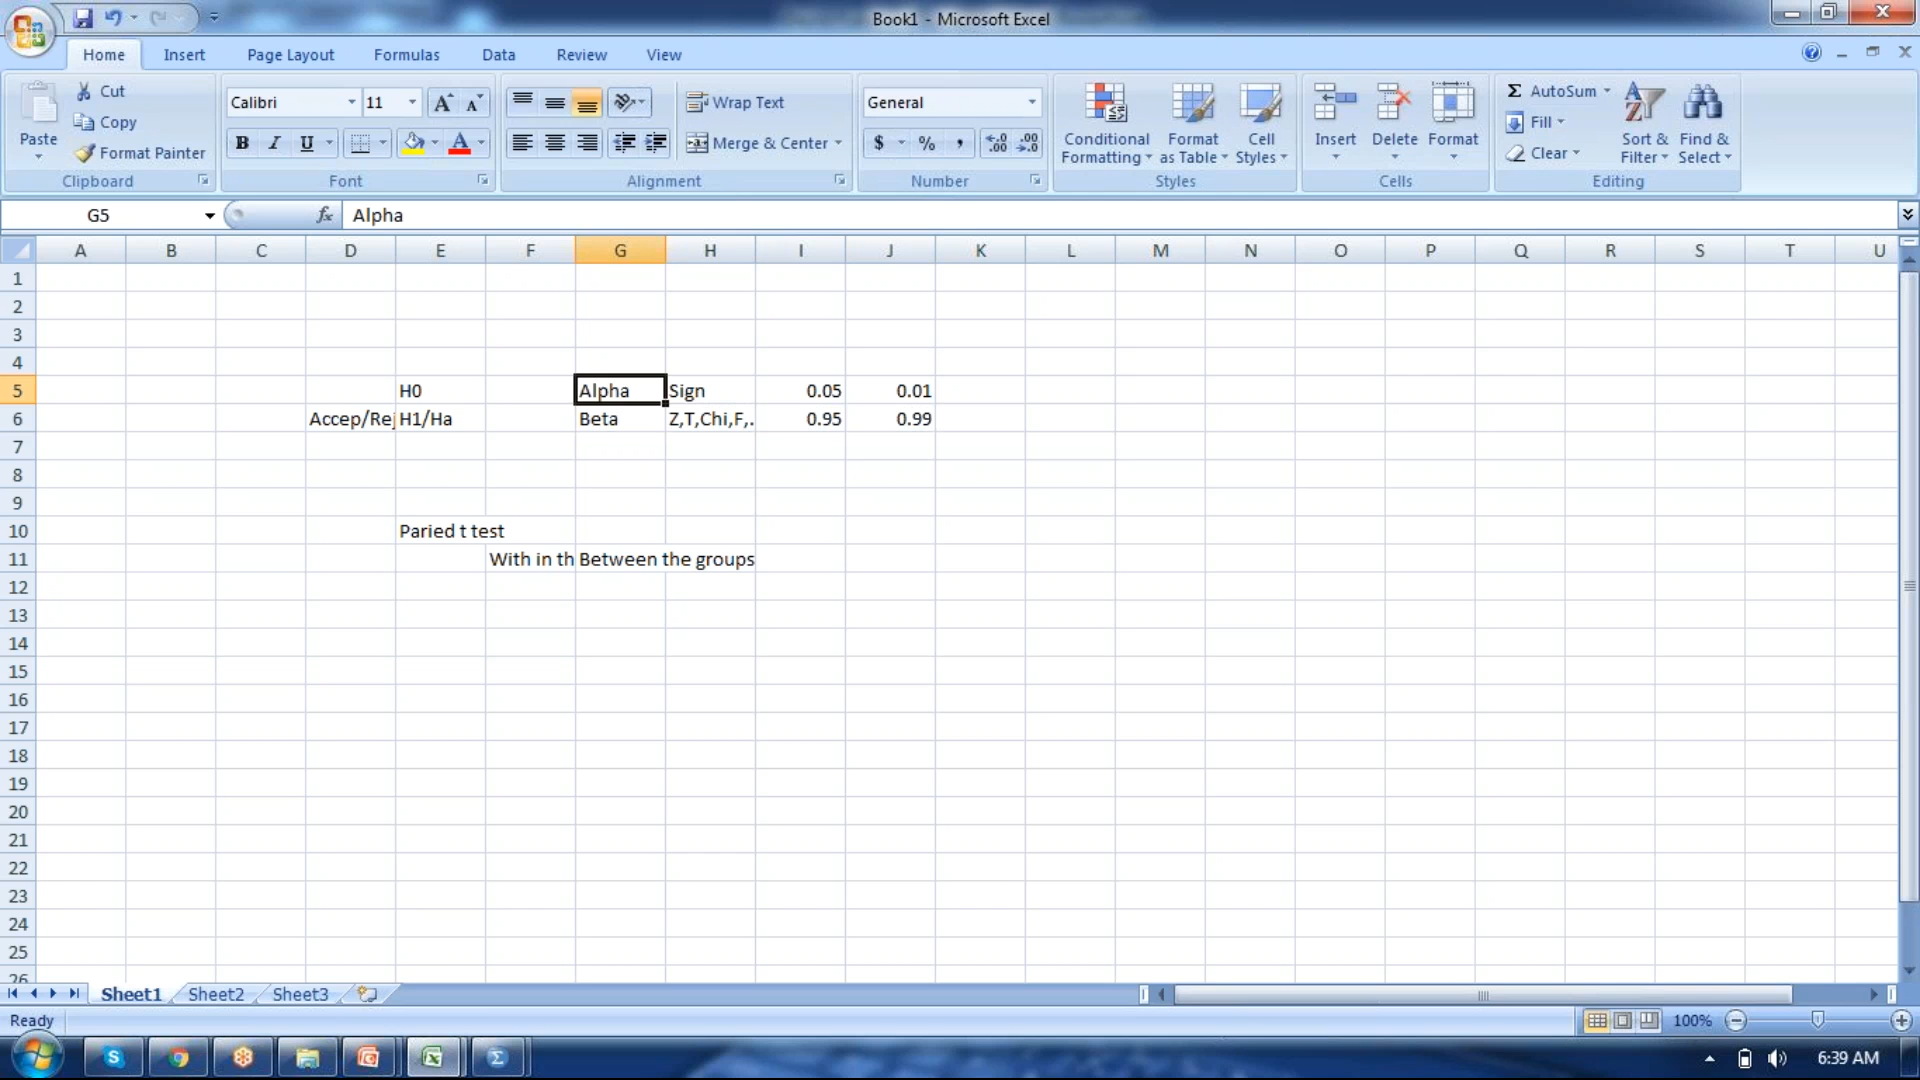 Book1 - Microsoft Excel
Home Insert Page Layout Formulas Data Review View
Paste Cut Copy Format Painter Clipboard
Calibri 11 A A B I U A Font
Wrap Text Merge & Center Alignment
General $ % , .0 .00 .00 .0 Number
Conditional Formatting Format as Table Cell Styles Styles
Insert Delete Format Cells
Σ AutoSum Fill Clear Sort & Filter Find & Select Editing
G5 fx Alpha
A B C D E F G H I J K L M N O P Q R S T U
1
2
3
4
5 H0 Alpha Sign 0.05 0.01
6 Accep/Rej H1/Ha Beta Z,T,Chi,F,. 0.95 0.99
7
8
9
10 Paried t test
11 With in th Between the groups
12
13
14
15
16
17
18
19
20
21
22
23
24
25
26
Sheet1 Sheet2 Sheet3
Ready 100%
6:39 AM